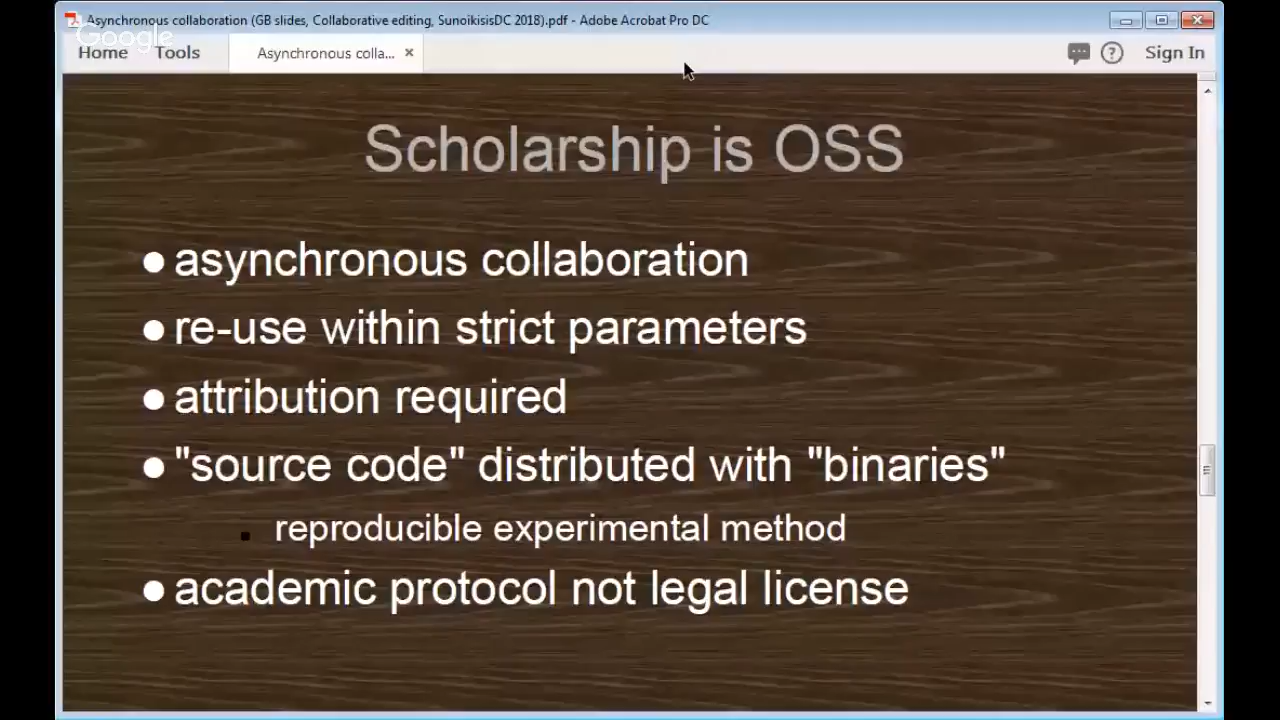 Asynchronous collaboration (GB slides, Collaborative editing, SunoikisisDC 2018).pdf - Adobe Acrobat Pro DC
Google
Home Tools Asynchronous colla... × ? Sign In
Scholarship is OSS
● asynchronous collaboration
● re-use within strict parameters
● attribution required
● "source code" distributed with "binaries"
▪ reproducible experimental method
● academic protocol not legal license